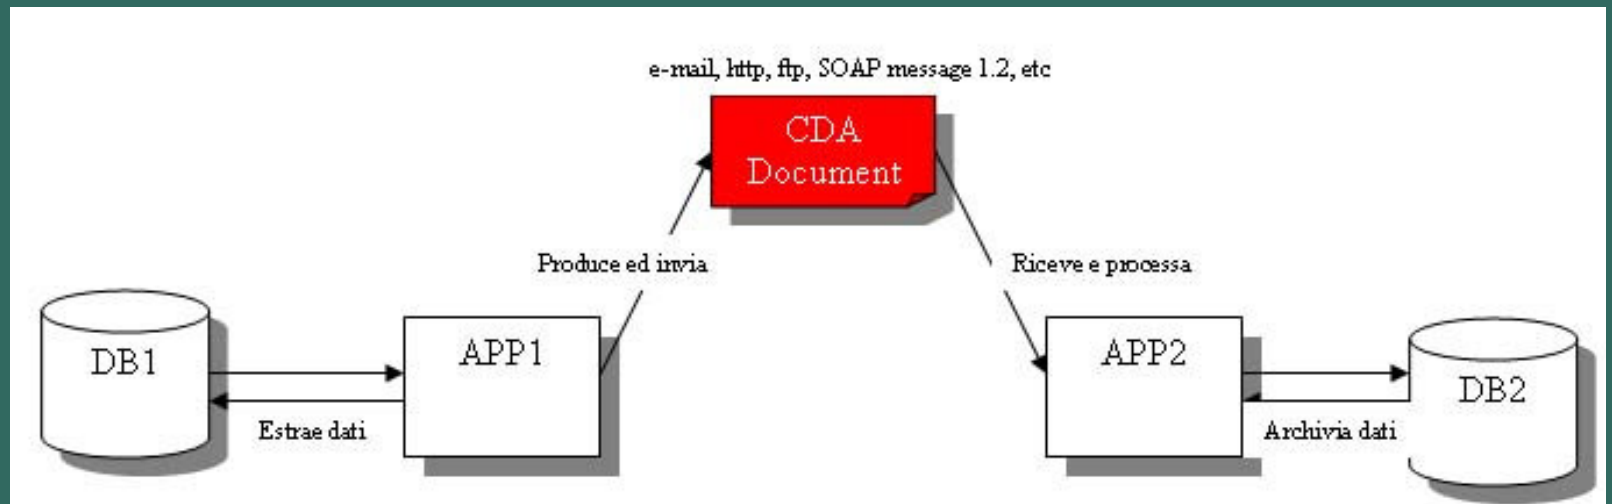 e-mail, http, ftp, SOAP message 1.2, etc
CDA
Document
Produce ed invia
Riceve e processa
DB1
APP1
APP2
DB2
Estrae dati
Archivia dati